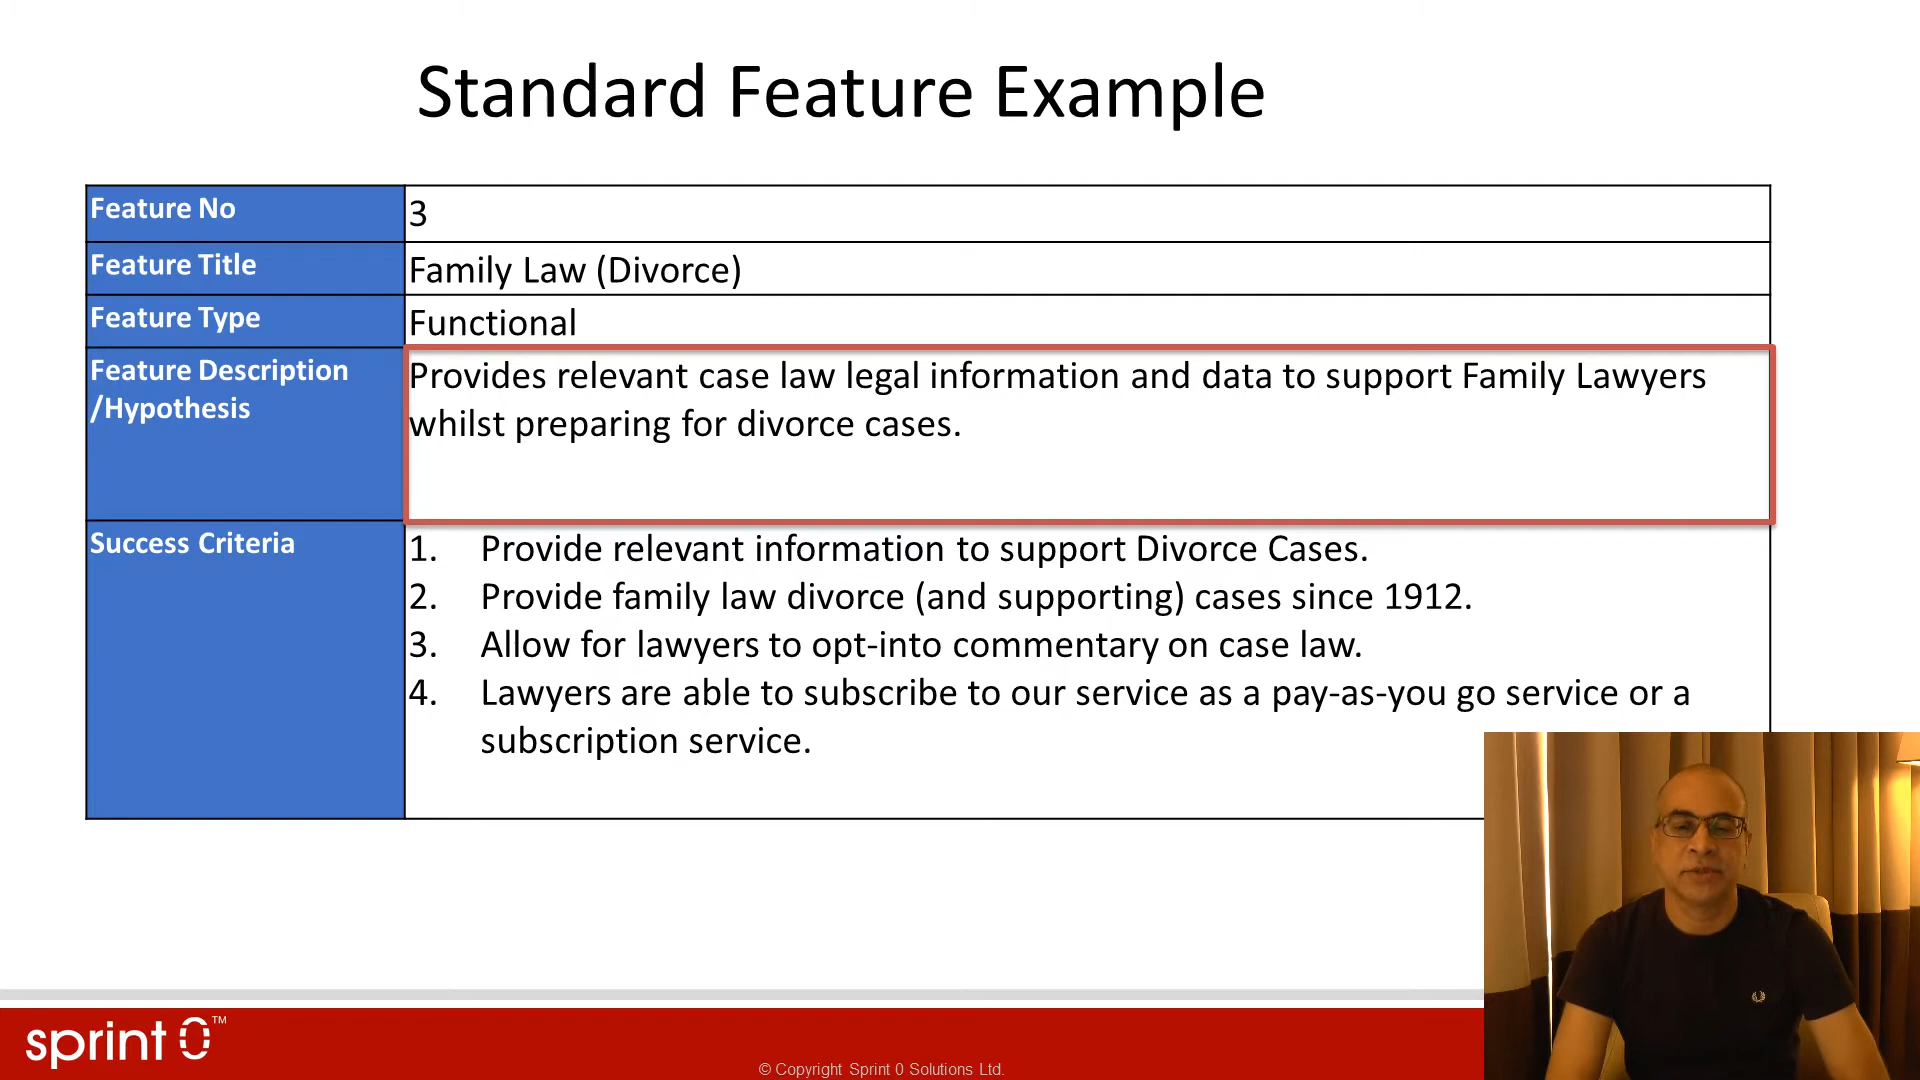 Standard Feature Example
Feature No
3
Feature Title
Family Law (Divorce)
Feature Type
Functional
Feature Description
/Hypothesis
Provides relevant case law legal information and data to support Family Lawyers
whilst preparing for divorce cases.
Success Criteria
1. Provide relevant information to support Divorce Cases.
2. Provide family law divorce (and supporting) cases since 1912.
3. Allow for lawyers to opt-into commentary on case law.
4. Lawyers are able to subscribe to our service as a pay-as-you go service or a
subscription service.
sprint 0™
© Copyright Sprint 0 Solutions Ltd.